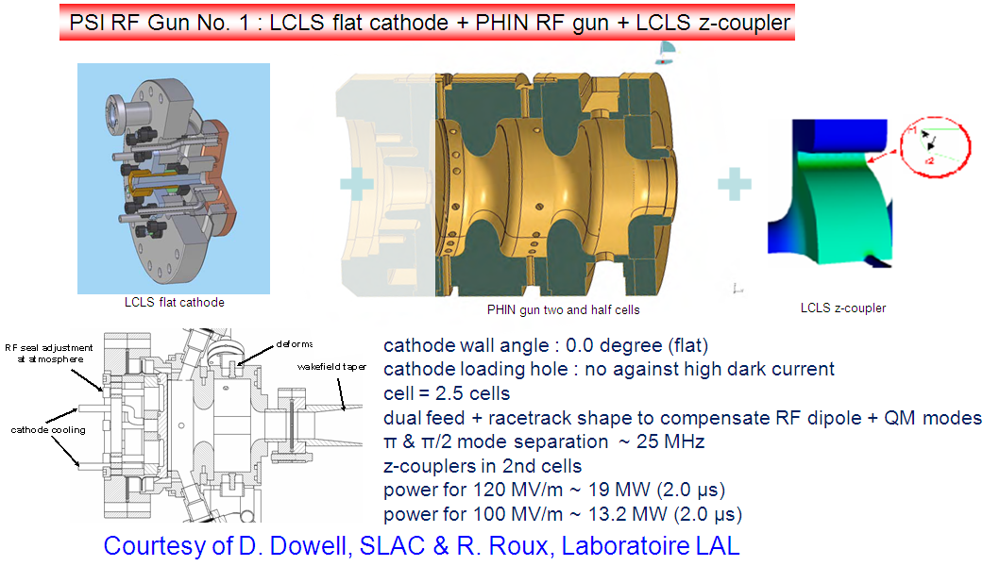 PSI RF Gun No. 1 : LCLS flat cathode + PHIN RF gun + LCLS z-coupler
r1
r2
LCLS flat cathode
PHIN gun two and half cells
LCLS z-coupler
RF seal adjustment
at atmosphere
deforma
wakefield taper
cathode cooling
cathode wall angle : 0.0 degree (flat)
cathode loading hole : no against high dark current
cell = 2.5 cells
dual feed + racetrack shape to compensate RF dipole + QM modes
π & π/2 mode separation ~ 25 MHz
z-couplers in 2nd cells
power for 120 MV/m ~ 19 MW (2.0 μs)
power for 100 MV/m ~ 13.2 MW (2.0 μs)
Courtesy of D. Dowell, SLAC & R. Roux, Laboratoire LAL